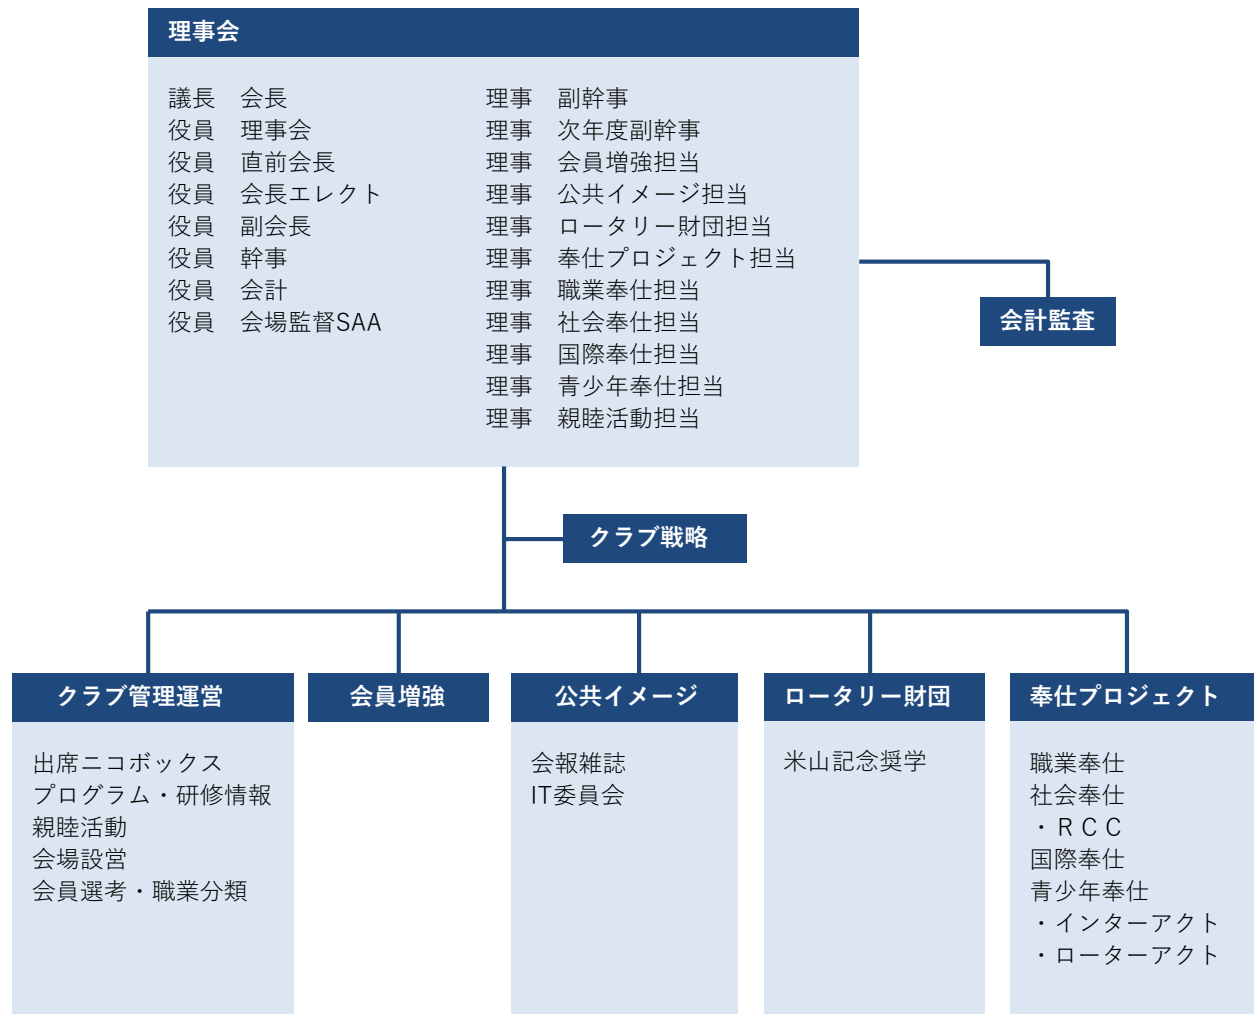 理事会
議長　会長
役員　理事会
役員　直前会長
役員　会長エレクト
役員　副会長
役員　幹事
役員　会計
役員　会場監督SAA
理事　副幹事
理事　次年度副幹事
理事　会員増強担当
理事　公共イメージ担当
理事　ロータリー財団担当
理事　奉仕プロジェクト担当
理事　職業奉仕担当
理事　社会奉仕担当
理事　国際奉仕担当
理事　青少年奉仕担当
理事　親睦活動担当
会計監査
クラブ戦略
クラブ管理運営
出席ニコボックス
プログラム・研修情報
親睦活動
会場設営
会員選考・職業分類
会員増強
公共イメージ
会報雑誌
IT委員会
ロータリー財団
米山記念奨学
奉仕プロジェクト
職業奉仕
社会奉仕
・ＲＣＣ
国際奉仕
青少年奉仕
・インターアクト
・ローターアクト